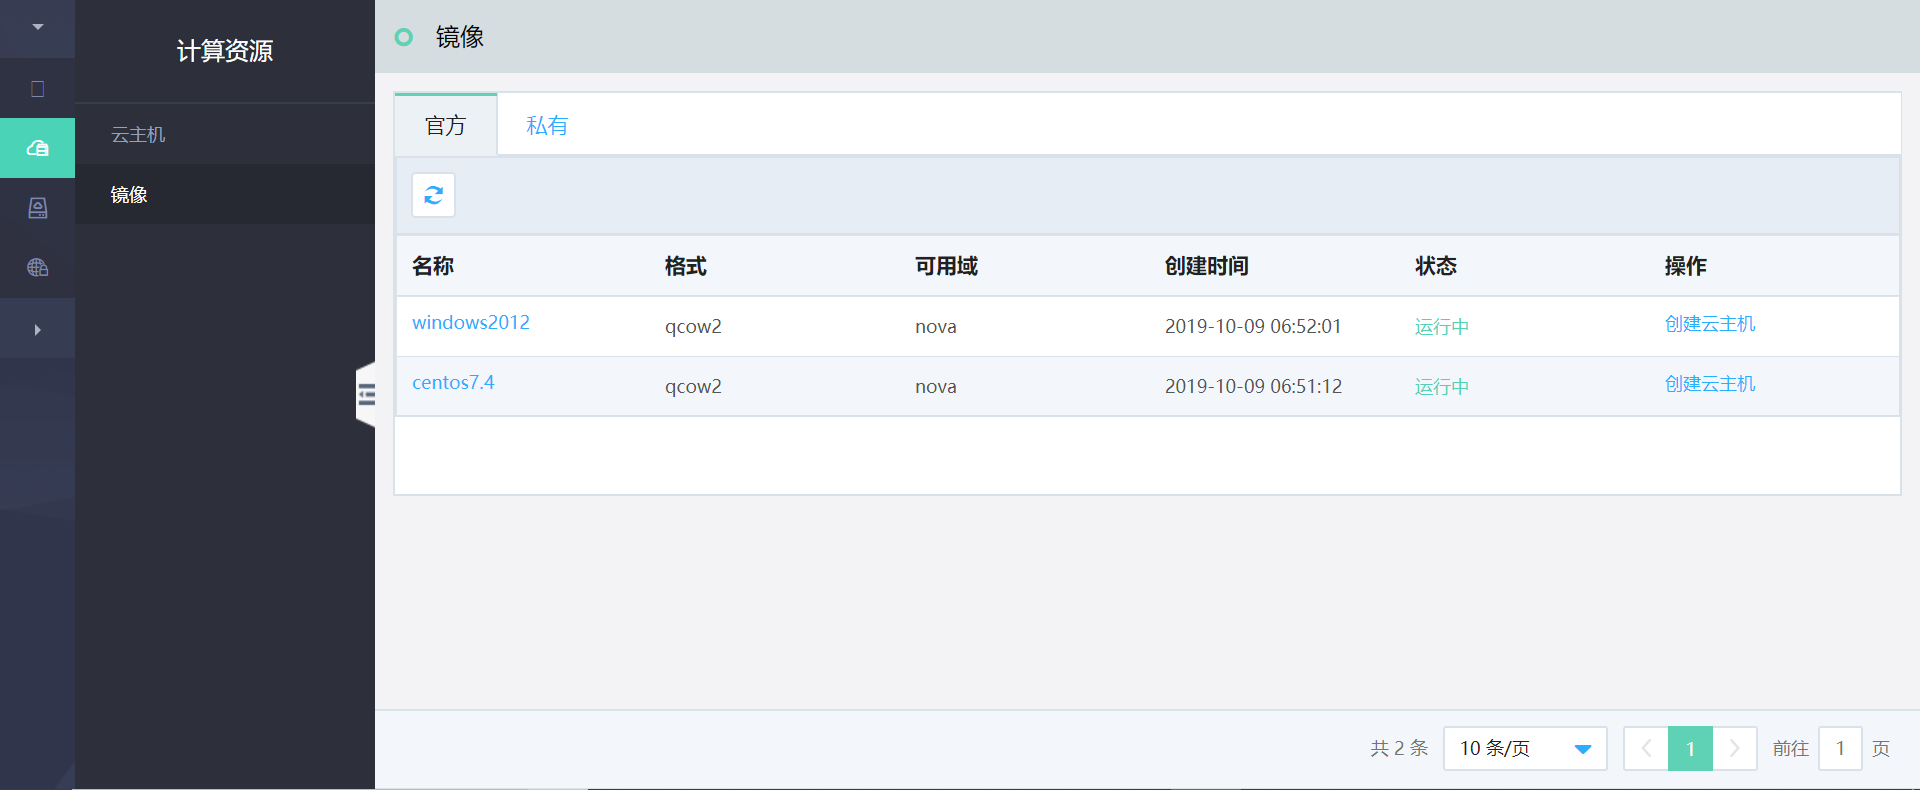 计算资源
云主机
镜像
镜像
官方 私有
名称 格式 可用域 创建时间 状态 操作
windows2012 qcow2 nova 2019-10-09 06:52:01 运行中 创建云主机
centos7.4 qcow2 nova 2019-10-09 06:51:12 运行中 创建云主机
共 2 条 10 条/页 1 前往 1 页